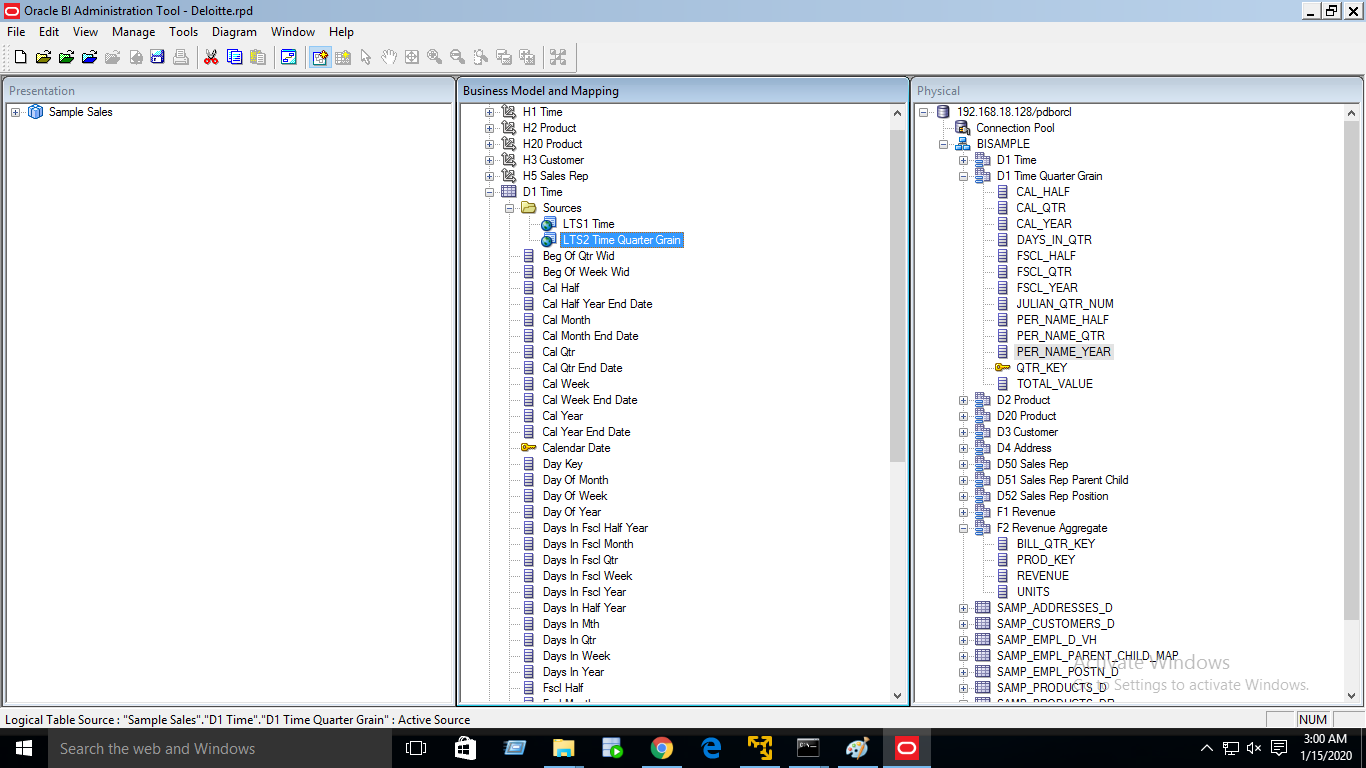 Oracle BI Administration Tool - Deloitte.rpd
File Edit View Manage Tools Diagram Window Help
Presentation
Sample Sales
Business Model and Mapping
H1 Time
H2 Product
H20 Product
H3 Customer
H5 Sales Rep
D1 Time
Sources
LTS1 Time
LTS2 Time Quarter Grain
Beg Of Qtr Wid
Beg Of Week Wid
Cal Half
Cal Half Year End Date
Cal Month
Cal Month End Date
Cal Qtr
Cal Qtr End Date
Cal Week
Cal Week End Date
Cal Year
Cal Year End Date
Calendar Date
Day Key
Day Of Month
Day Of Week
Day Of Year
Days In Fscl Half Year
Days In Fscl Month
Days In Fscl Qtr
Days In Fscl Week
Days In Fscl Year
Days In Half Year
Days In Mth
Days In Qtr
Days In Week
Days In Year
Fscl Half
Physical
192.168.18.128/pdborcl
Connection Pool
BISAMPLE
D1 Time
D1 Time Quarter Grain
CAL_HALF
CAL_QTR
CAL_YEAR
DAYS_IN_QTR
FSCL_HALF
FSCL_QTR
FSCL_YEAR
JULIAN_QTR_NUM
PER_NAME_HALF
PER_NAME_QTR
PER_NAME_YEAR
QTR_KEY
TOTAL_VALUE
D2 Product
D20 Product
D3 Customer
D4 Address
D50 Sales Rep
D51 Sales Rep Parent Child
D52 Sales Rep Position
F1 Revenue
F2 Revenue Aggregate
BILL_QTR_KEY
PROD_KEY
REVENUE
UNITS
SAMP_ADDRESSES_D
SAMP_CUSTOMERS_D
SAMP_EMPL_D_VH
SAMP_EMPL_PARENT_CHILD_MAP
SAMP_EMPL_POSTN_D
SAMP_PRODUCTS_D
Activate Windows
Go to Settings to activate Windows.
Logical Table Source : "Sample Sales"."D1 Time"."D1 Time Quarter Grain" : Active Source
NUM
Search the web and Windows
3:00 AM
1/15/2020